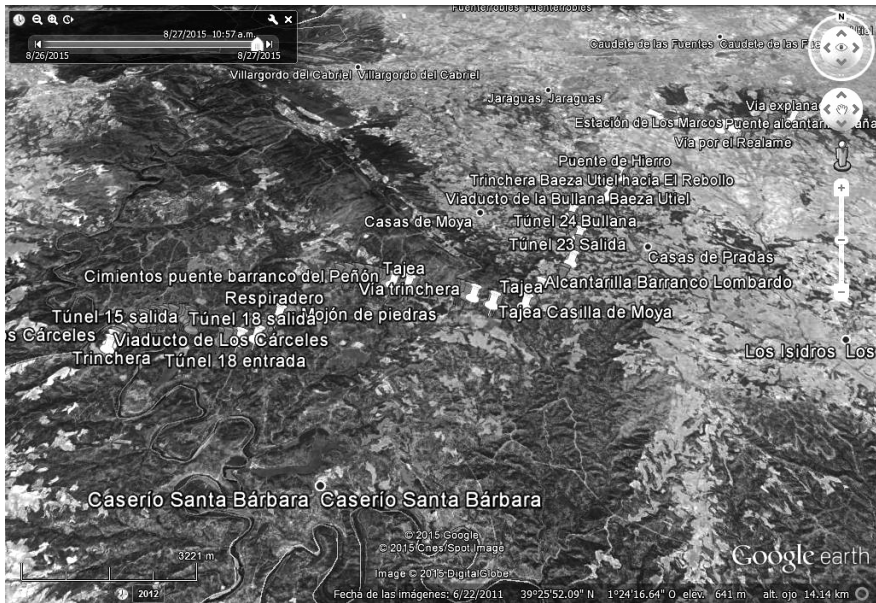 Fuenterrobles Fuenterrobles
8/27/2015 10:57 a.m.
8/26/2015 8/27/2015
N
Caudete de las Fuentes Caudete de las Fue
Villargordo del Cabriel Villargordo del Cabriel
Jaraguas Jaraguas
Vía explana
Estación de Los Marcos Puente alcantari
Vía por el Realame
Puente de Hierro
Trinchera Baeza Utiel hacia El Rebollo
Viaducto de la Bullana Baeza Utiel
Casas de Moya Túnel 24 Bullana
Túnel 23 Salida
Casas de Pradas
Cimientos puente barranco del Peñón Tajea
Vía trinchera Tajea Alcantarilla Barranco Lombardo
Respiradero
Túnel 15 salida Túnel 18 salida Mojón de piedras Tajea Casilla de Moya
os Cárceles Viaducto de Los Cárceles
Trinchera Túnel 18 entrada
Los Isidros Los
Caserío Santa Bárbara Caserío Santa Bárbara
© 2015 Google
© 2015 Cnes/Spot Image
Image © 2015 DigitalGlobe
3221 m
Google earth
2012
Fecha de las imágenes: 6/22/2011 39°25'52.09" N 1°24'16.64" O elev. 641 m alt. ojo 14.14 km